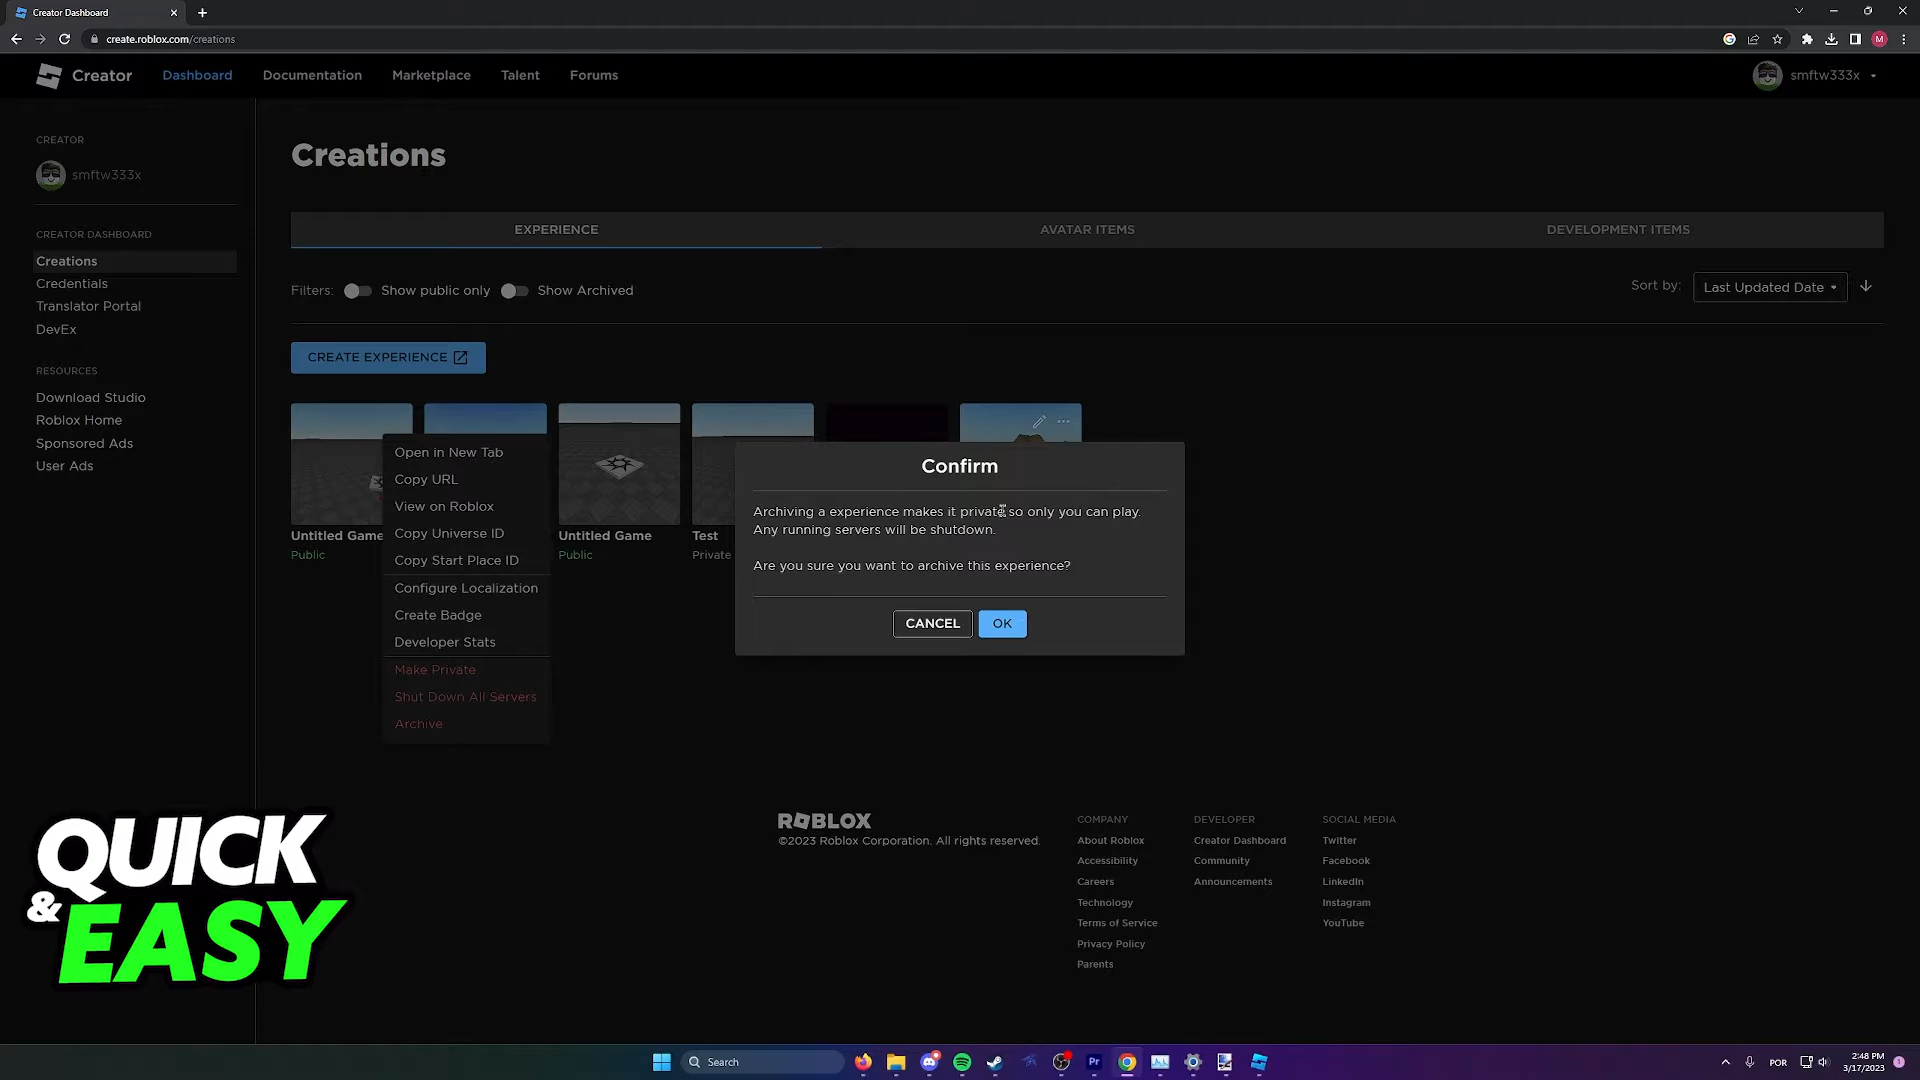 Creator Dashboard
create.roblox.com/creations
M
Creator
Dashboard
Documentation
Marketplace
Talent
Forums
smftw333x
CREATOR
smftw333x
CREATOR DASHBOARD
Creations
Credentials
Translator Portal
DevEx
RESOURCES
Download Studio
Roblox Home
Sponsored Ads
User Ads
Creations
EXPERIENCE
AVATAR ITEMS
DEVELOPMENT ITEMS
Filters:
Show public only
Show Archived
Sort by:
Last Updated Date
CREATE EXPERIENCE
Untitled Game
Public
Open in New Tab
Copy URL
View on Roblox
Copy Universe ID
Copy Start Place ID
Configure Localization
Create Badge
Developer Stats
Make Private
Shut Down All Servers
Archive
Untitled Game
Public
Test
Private
Confirm
Archiving a experience makes it private so only you can play.
Any running servers will be shutdown.
Are you sure you want to archive this experience?
CANCEL
OK
QUICK
& EASY
ROBLOX
©2023 Roblox Corporation. All rights reserved.
COMPANY
About Roblox
Accessibility
Careers
Technology
Terms of Service
Privacy Policy
Parents
DEVELOPER
Creator Dashboard
Community
Announcements
SOCIAL MEDIA
Twitter
Facebook
LinkedIn
Instagram
YouTube
Search
Pr
POR
2:48 PM
3/17/2023
1